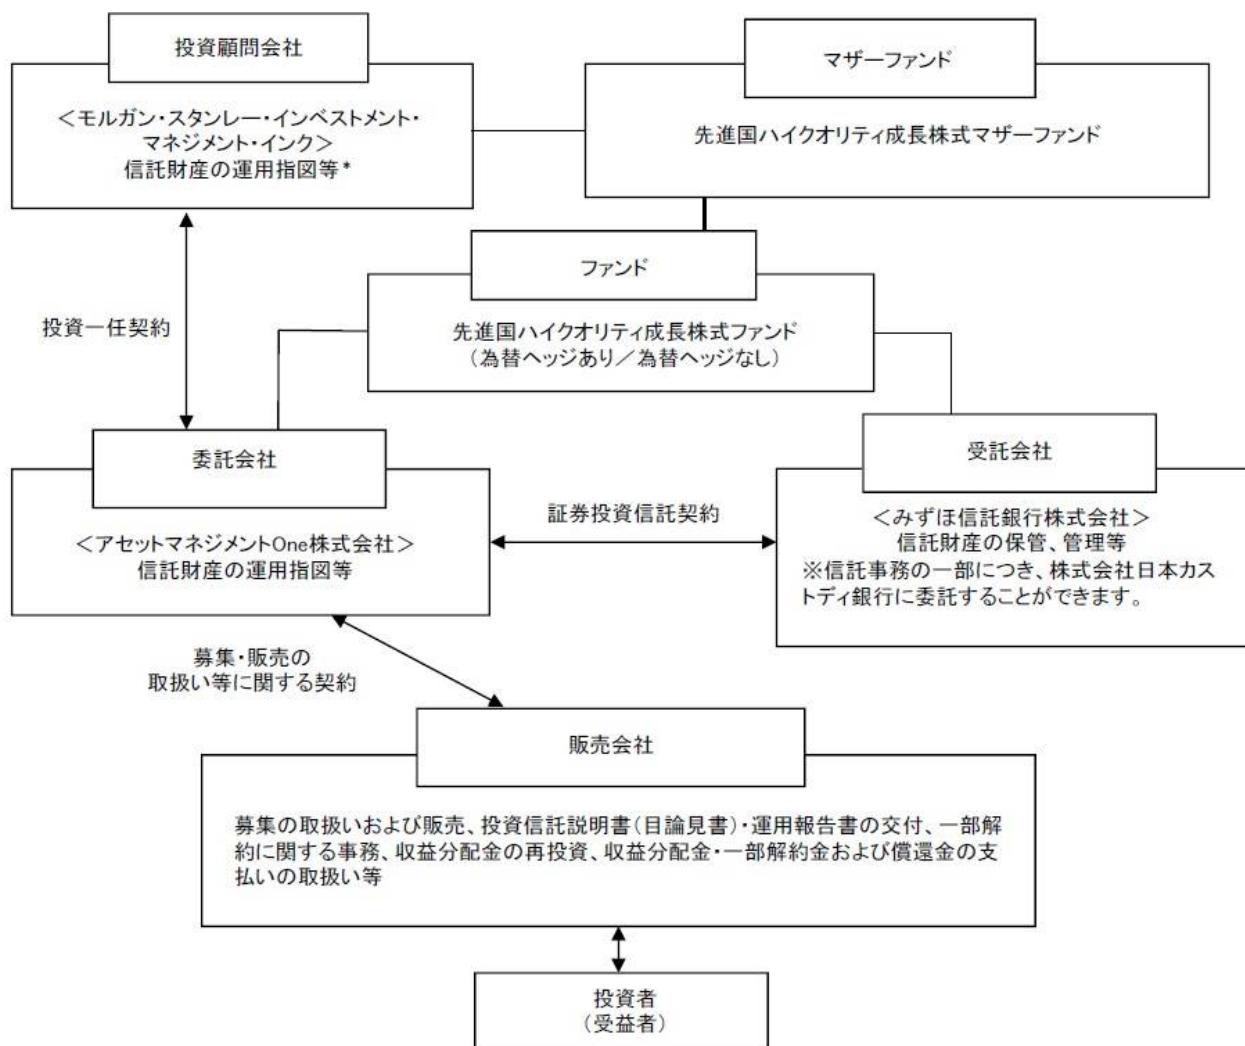 投資顧問会社
<モルガン・スタンレー・インベストメント・
マネジメント・インク>
信託財産の運用指図等*
マザーファンド
先進国ハイクオリティ成長株式マザーファンド
ファンド
先進国ハイクオリティ成長株式ファンド
(為替ヘッジあり/為替ヘッジなし)
投資一任契約
委託会社
<アセットマネジメントOne株式会社>
信託財産の運用指図等
証券投資信託契約
受託会社
<みずほ信託銀行株式会社>
信託財産の保管、管理等
※信託事務の一部につき、株式会社日本カス
トディ銀行に委託することができます。
募集・販売の
取扱い等に関する契約
販売会社
募集の取扱いおよび販売、投資信託説明書(目論見書)・運用報告書の交付、一部解
約に関する事務、収益分配金の再投資、収益分配金・一部解約金および償還金の支
払いの取扱い等
投資者
(受益者)